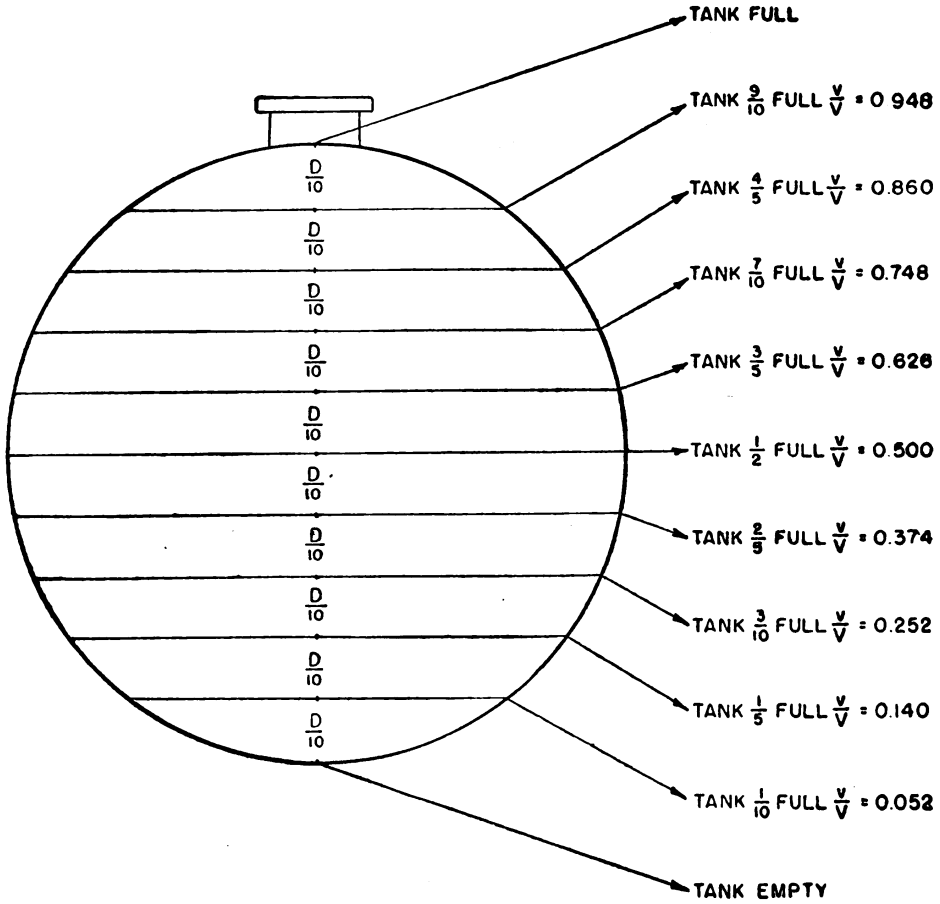 TANK FULL
TANK 9/10 FULL v/V = 0 948
TANK 4/5 FULL v/V = 0.860
TANK 7/10 FULL v/V = 0.748
TANK 3/5 FULL v/V = 0.626
TANK 1/2 FULL v/V = 0.500
TANK 2/5 FULL v/V = 0.374
TANK 3/10 FULL v/V = 0.252
TANK 1/5 FULL v/V = 0.140
TANK 1/10 FULL v/V = 0.052
TANK EMPTY
D/10
D/10
D/10
D/10
D/10
D/10
D/10
D/10
D/10
D/10